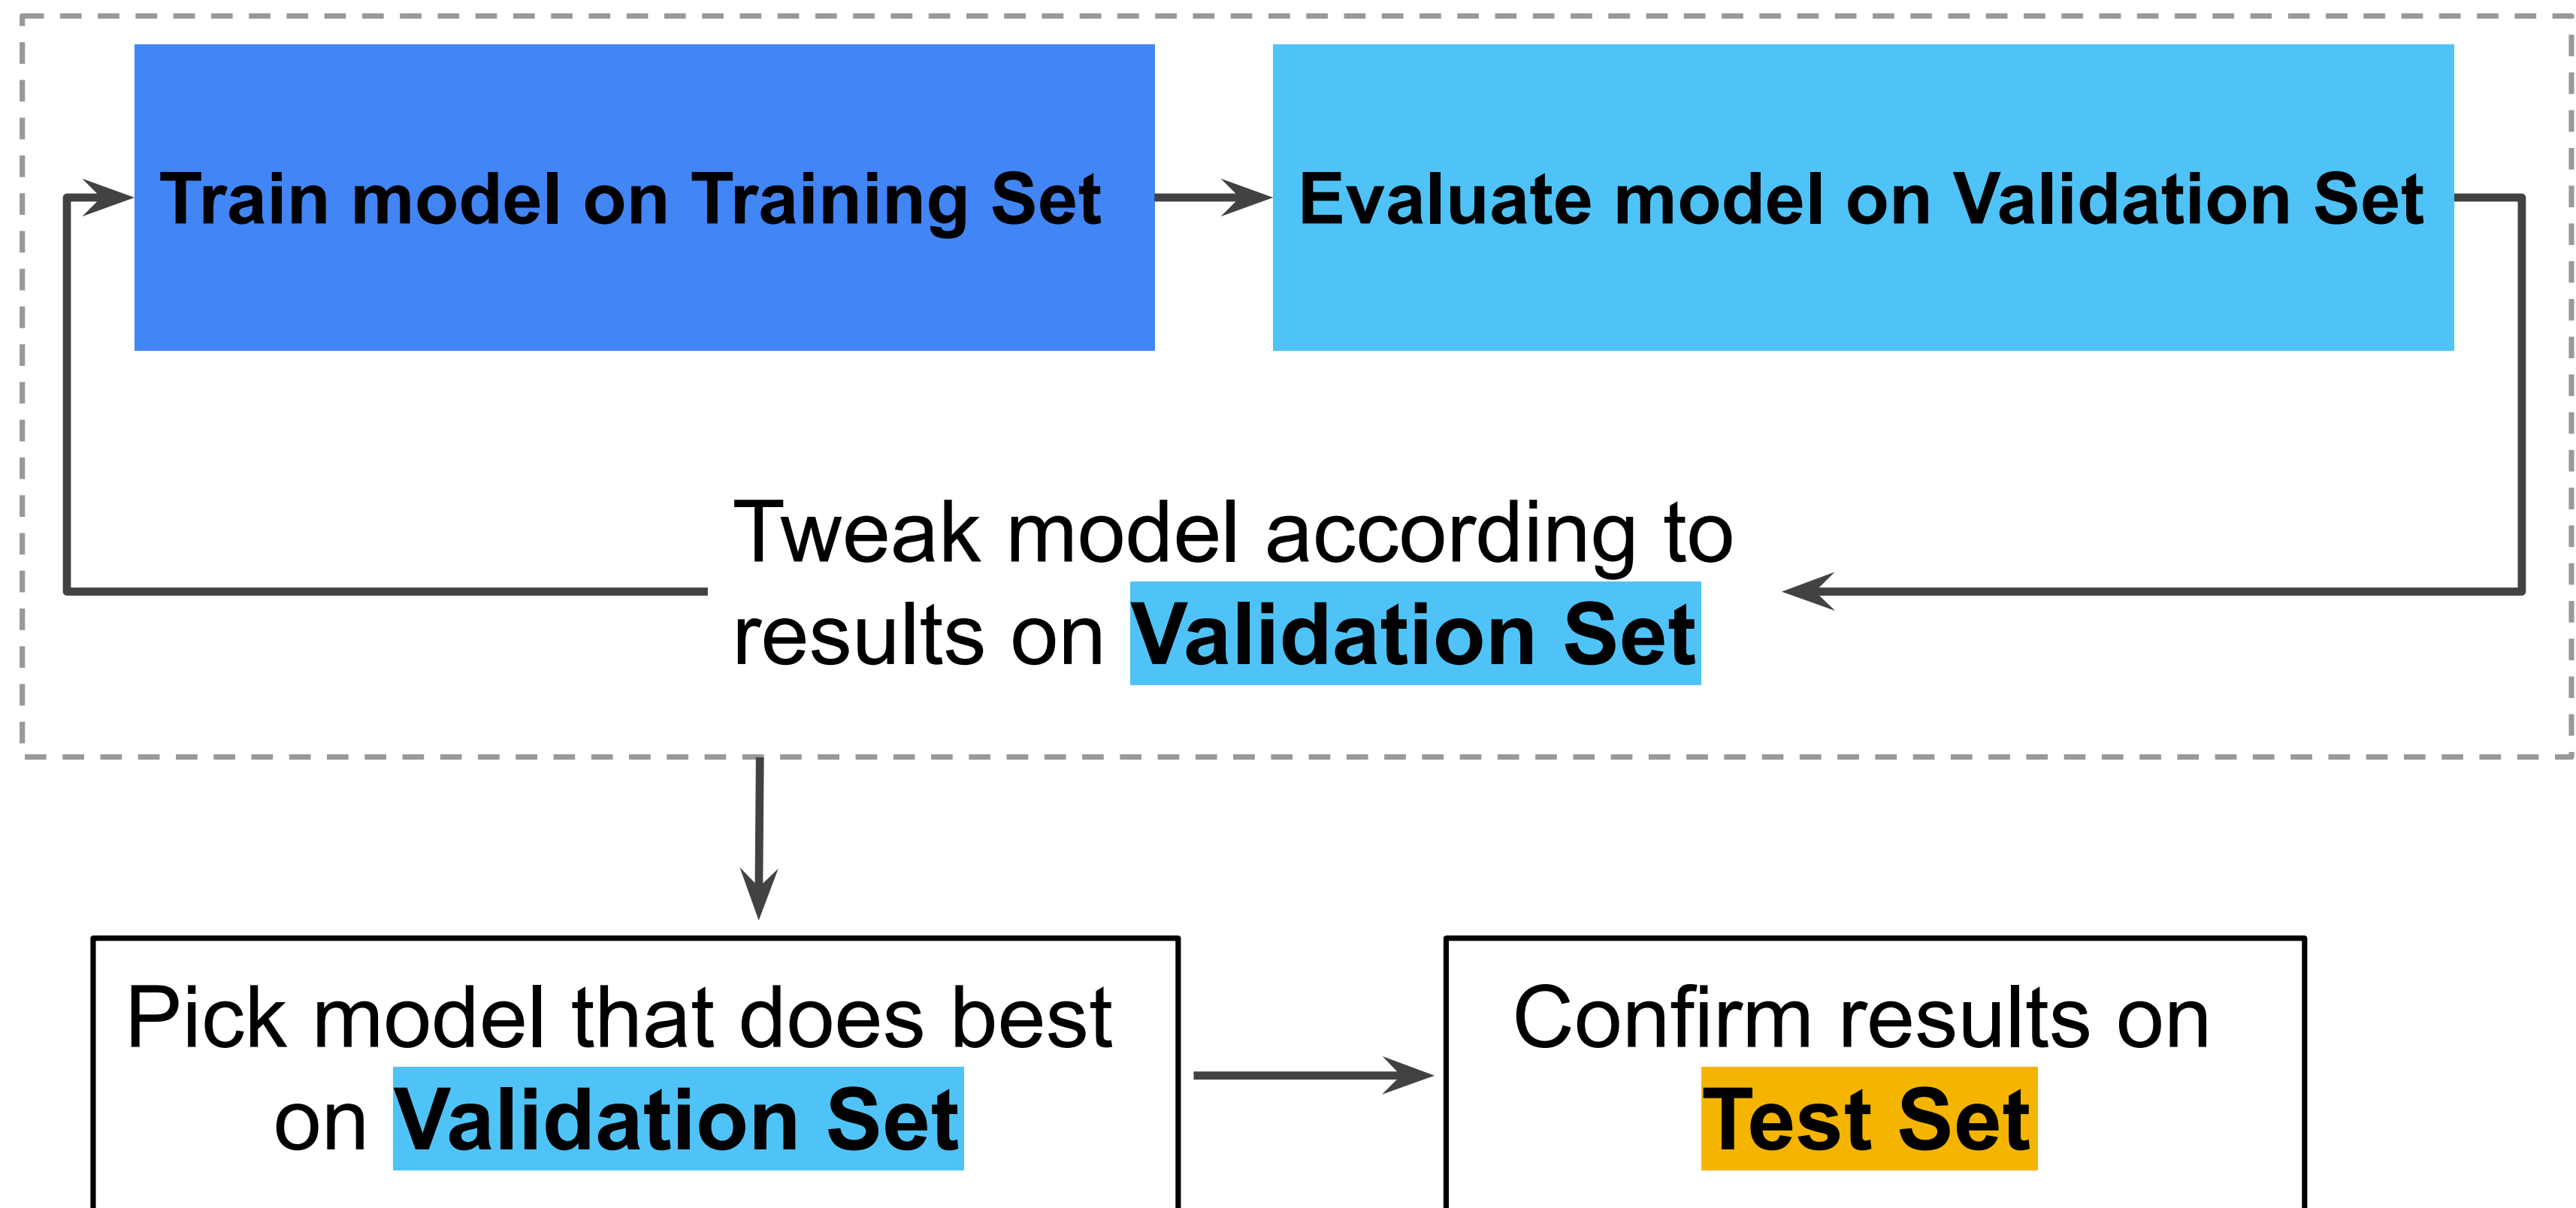 Train model on Training Set
Evaluate model on Validation Set
Tweak model according to
results on Validation Set
Pick model that does best
on Validation Set
Confirm results on
Test Set